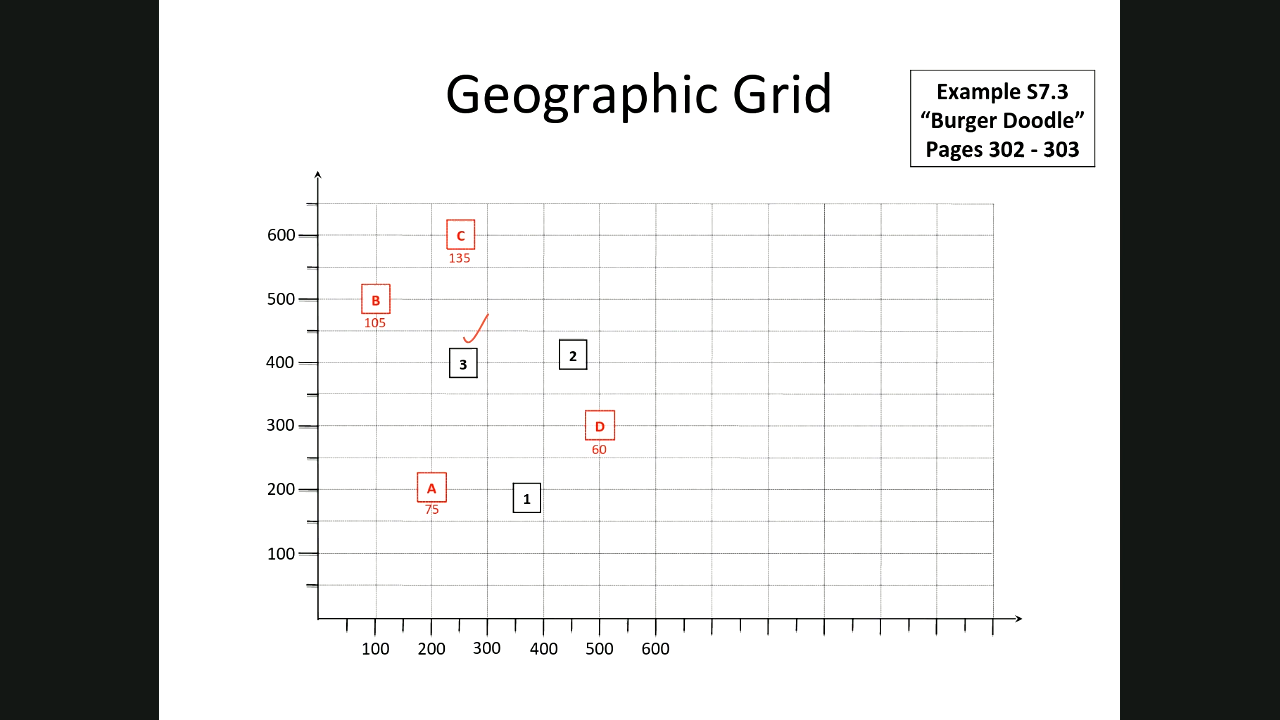 Geographic Grid
Example S7.3
“Burger Doodle”
Pages 302 - 303
600
C
135
500
B
105
400
3
2
300
D
60
200
A
75
1
100
100 200 300 400 500 600